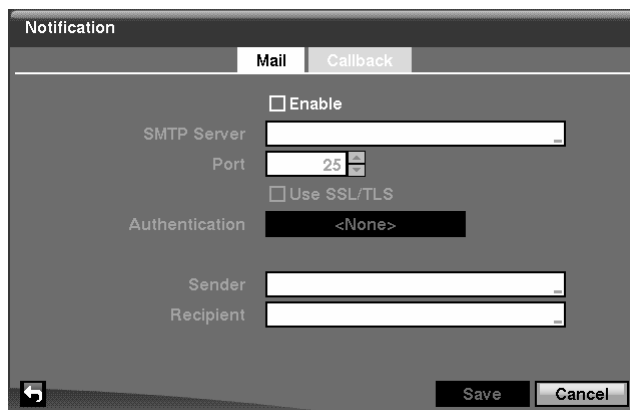 Notification
Mail Callback
Enable
SMTP Server
Port 25
Use SSL/TLS
Authentication <None>
Sender
Recipient
Save Cancel